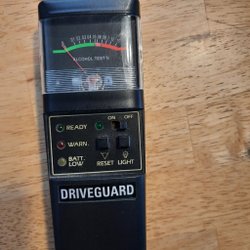 ALCOHOL TEST%
ON OFF
READY
WARN.
BATT. RESET LIGHT
LOW
DRIVEGUARD